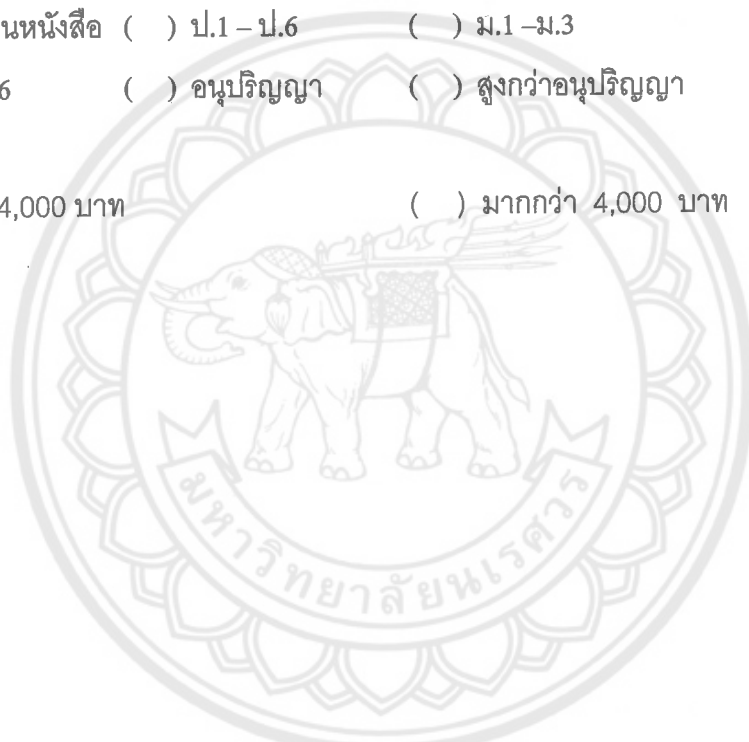 นหนังสือ ( ) ป.1 – ป.6 ( ) ม.1 –ม.3
6 ( ) อนุปริญญา ( ) สูงกว่าอนุปริญญา
4,000 บาท ( ) มากกว่า 4,000 บาท
มหาวิทยาลัยนเรศวร